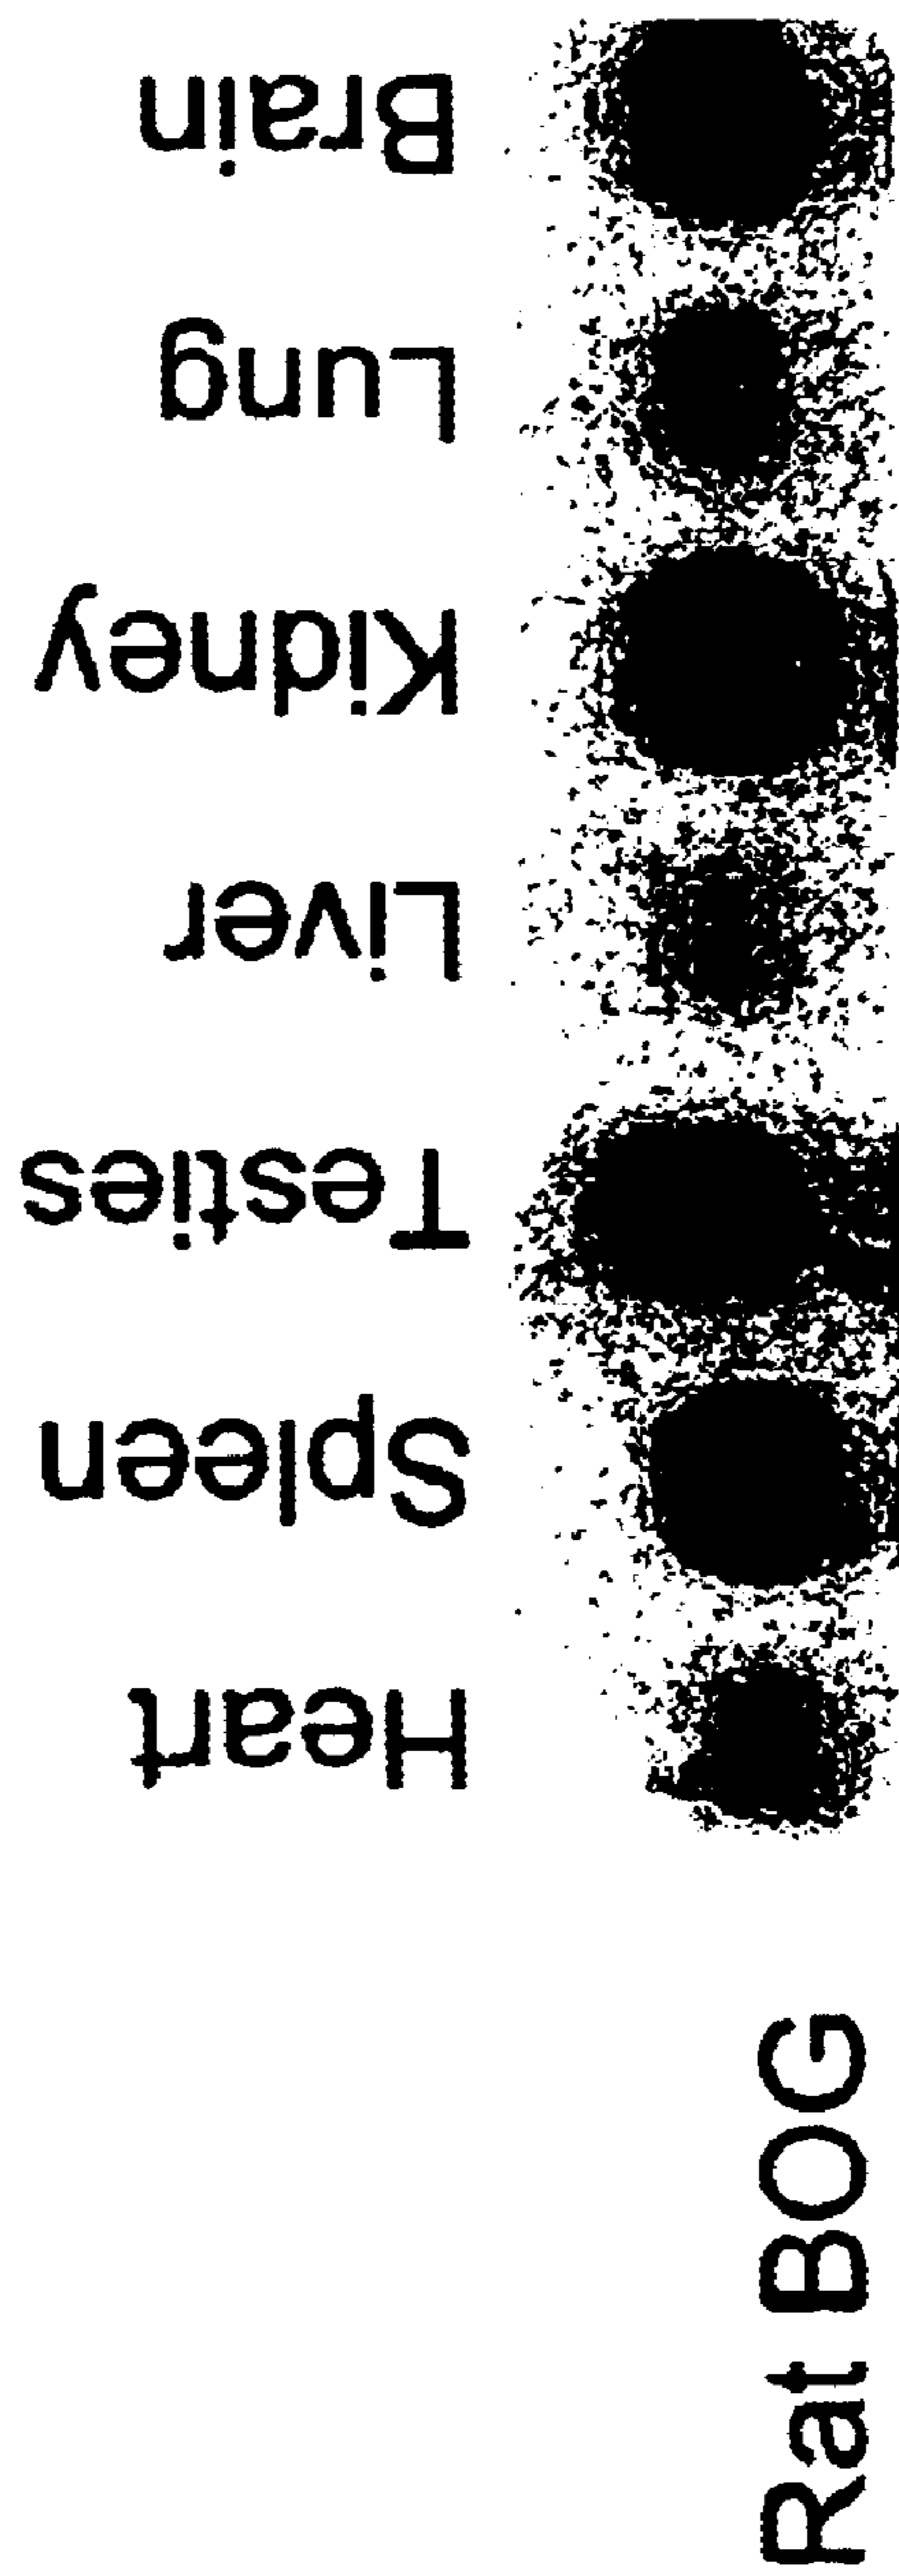 Brain
Lung
Kidney
Liver
Testies
Spleen
Heart
Rat BOG